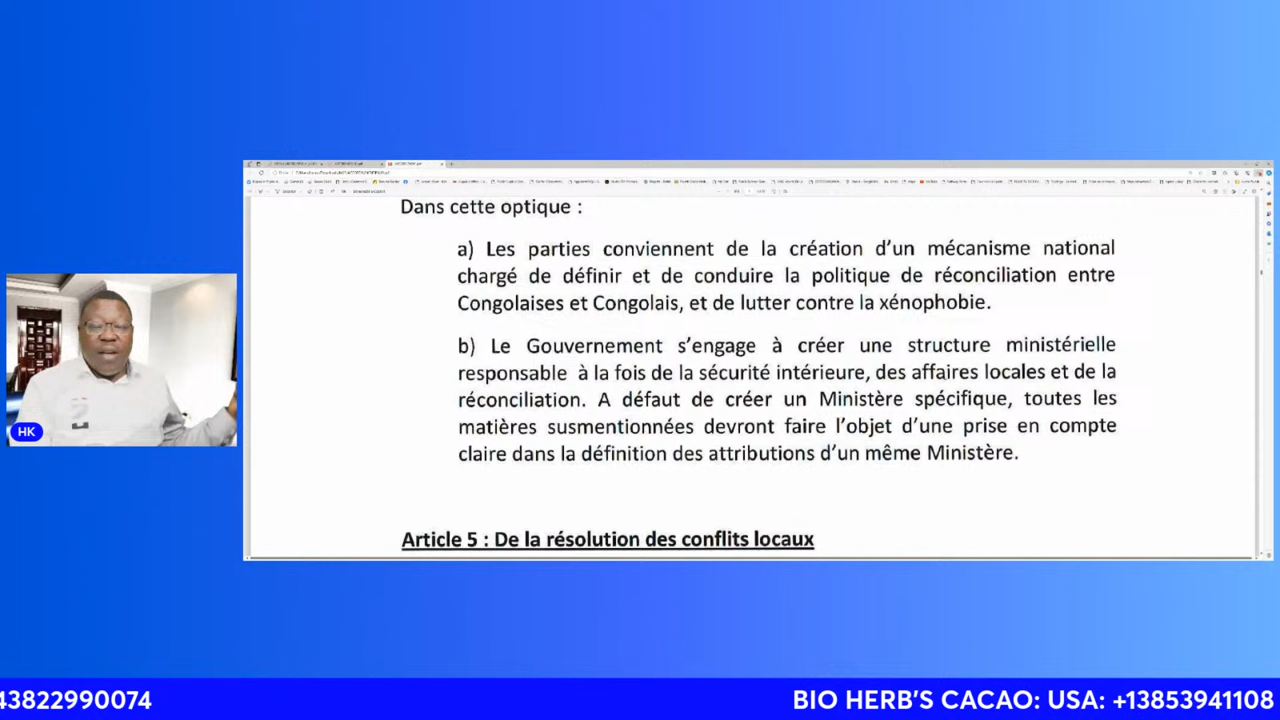 Dans cette optique :
a) Les parties conviennent de la création d’un mécanisme national
chargé de définir et de conduire la politique de réconciliation entre
Congolaises et Congolais, et de lutter contre la xénophobie.
b) Le Gouvernement s’engage à créer une structure ministérielle
responsable à la fois de la sécurité intérieure, des affaires locales et de la
réconciliation. A défaut de créer un Ministère spécifique, toutes les
matières susmentionnées devront faire l’objet d’une prise en compte
claire dans la définition des attributions d’un même Ministère.
Article 5 : De la résolution des conflits locaux
HK
43822990074
BIO HERB'S CACAO: USA: +13853941108